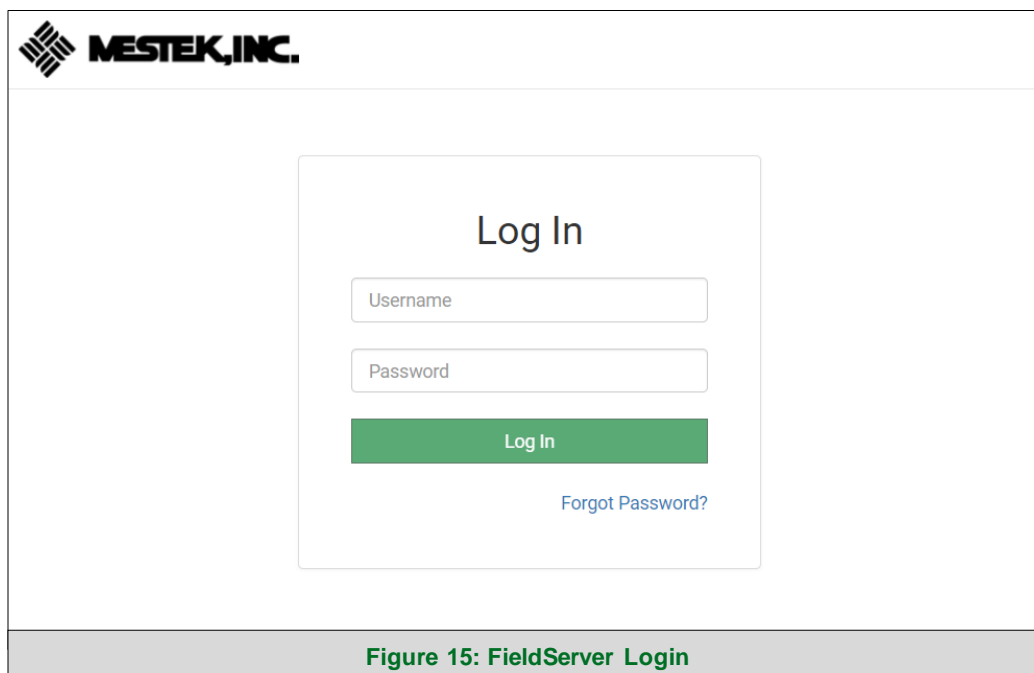 MESTEK,INC.
Log In
Username
Password
Log In
Forgot Password?
Figure 15: FieldServer Login